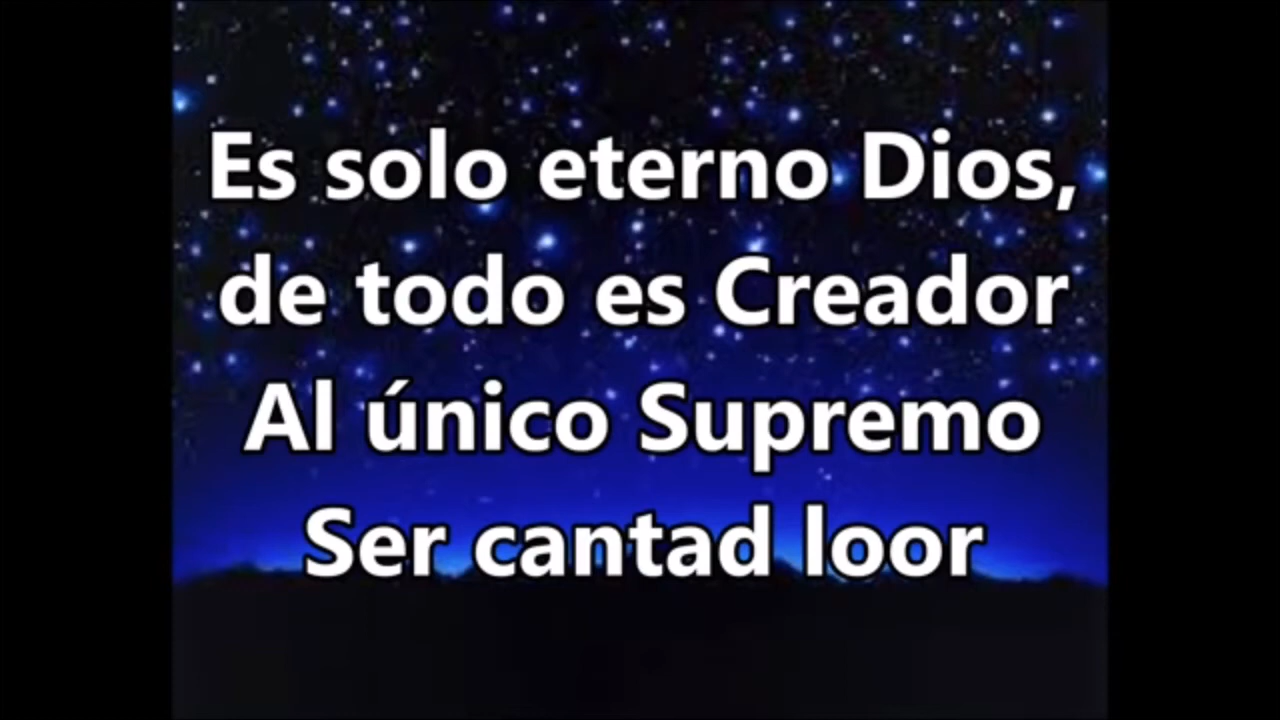 Es solo eterno Dios,
de todo es Creador
Al único Supremo
Ser cantad loor